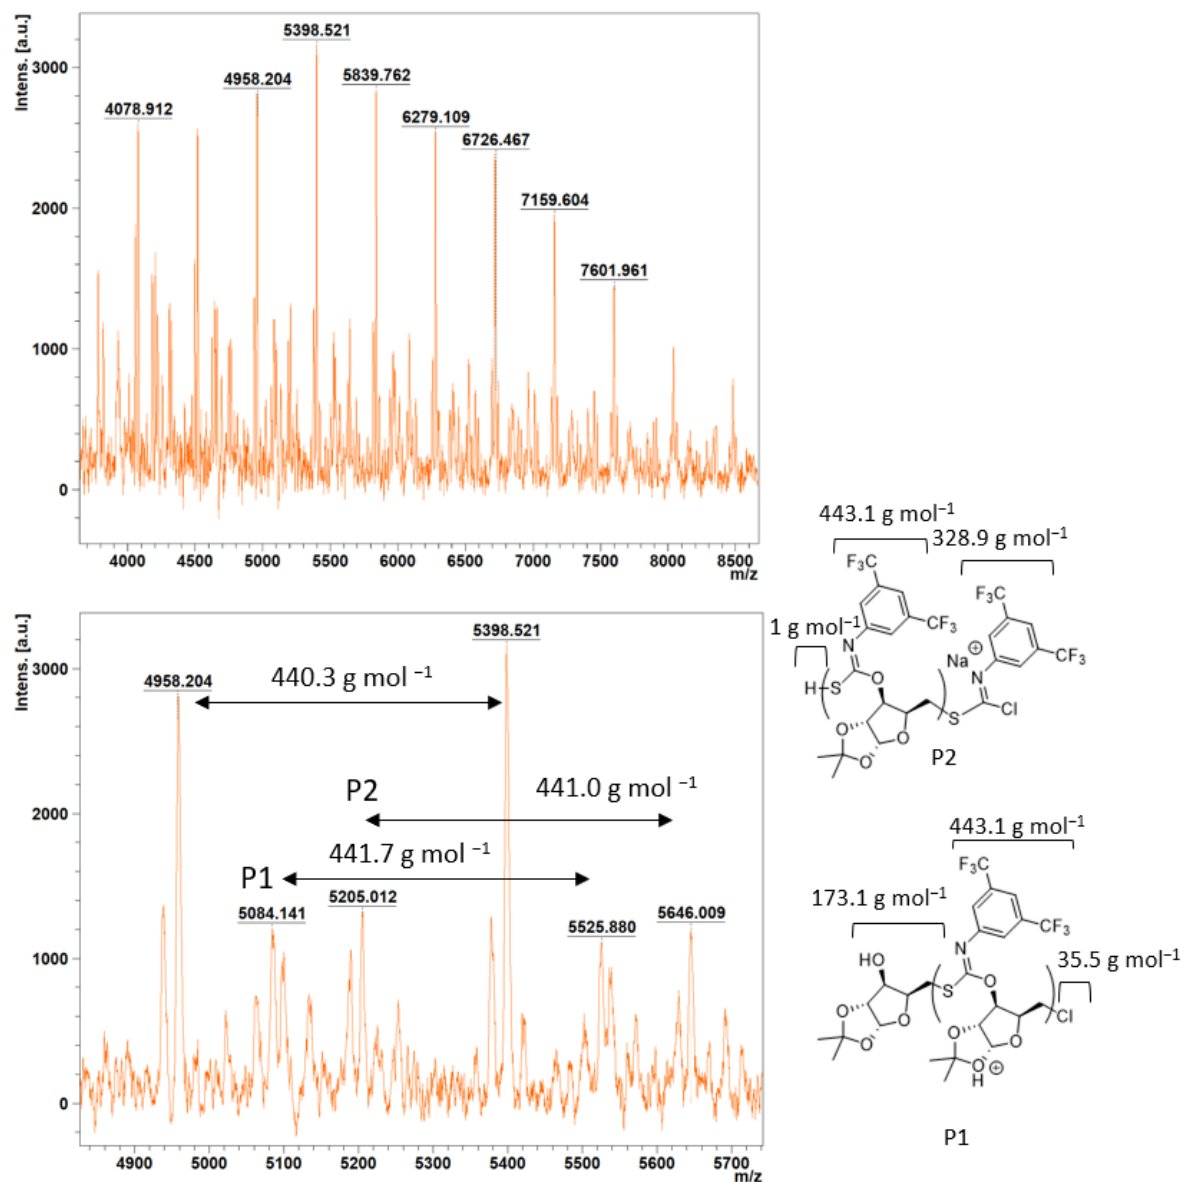 Intens. [a.u.]
5398.521
4958.204
5839.762
4078.912
6279.109
6726.467
7159.604
7601.961
3000
2000
1000
0
4000 4500 5000 5500 6000 6500 7000 7500 8000 8500
m/z
Intens. [a.u.]
5398.521
4958.204
440.3 g mol ⁻¹
P2
441.0 g mol ⁻¹
441.7 g mol ⁻¹
P1
5084.141
5205.012
5525.880
5646.009
3000
2000
1000
0
4900 5000 5100 5200 5300 5400 5500 5600 5700
m/z
443.1 g mol⁻¹
328.9 g mol⁻¹
F₃C
CF₃
F₃C
CF₃
1 g mol⁻¹
N
Na ⊕
N
H
S
O
S
Cl
O
O
O
P2
443.1 g mol⁻¹
F₃C
173.1 g mol⁻¹
CF₃
35.5 g mol⁻¹
HO
N
S
O
Cl
O
O
O
O
O
O
H ⊕
P1